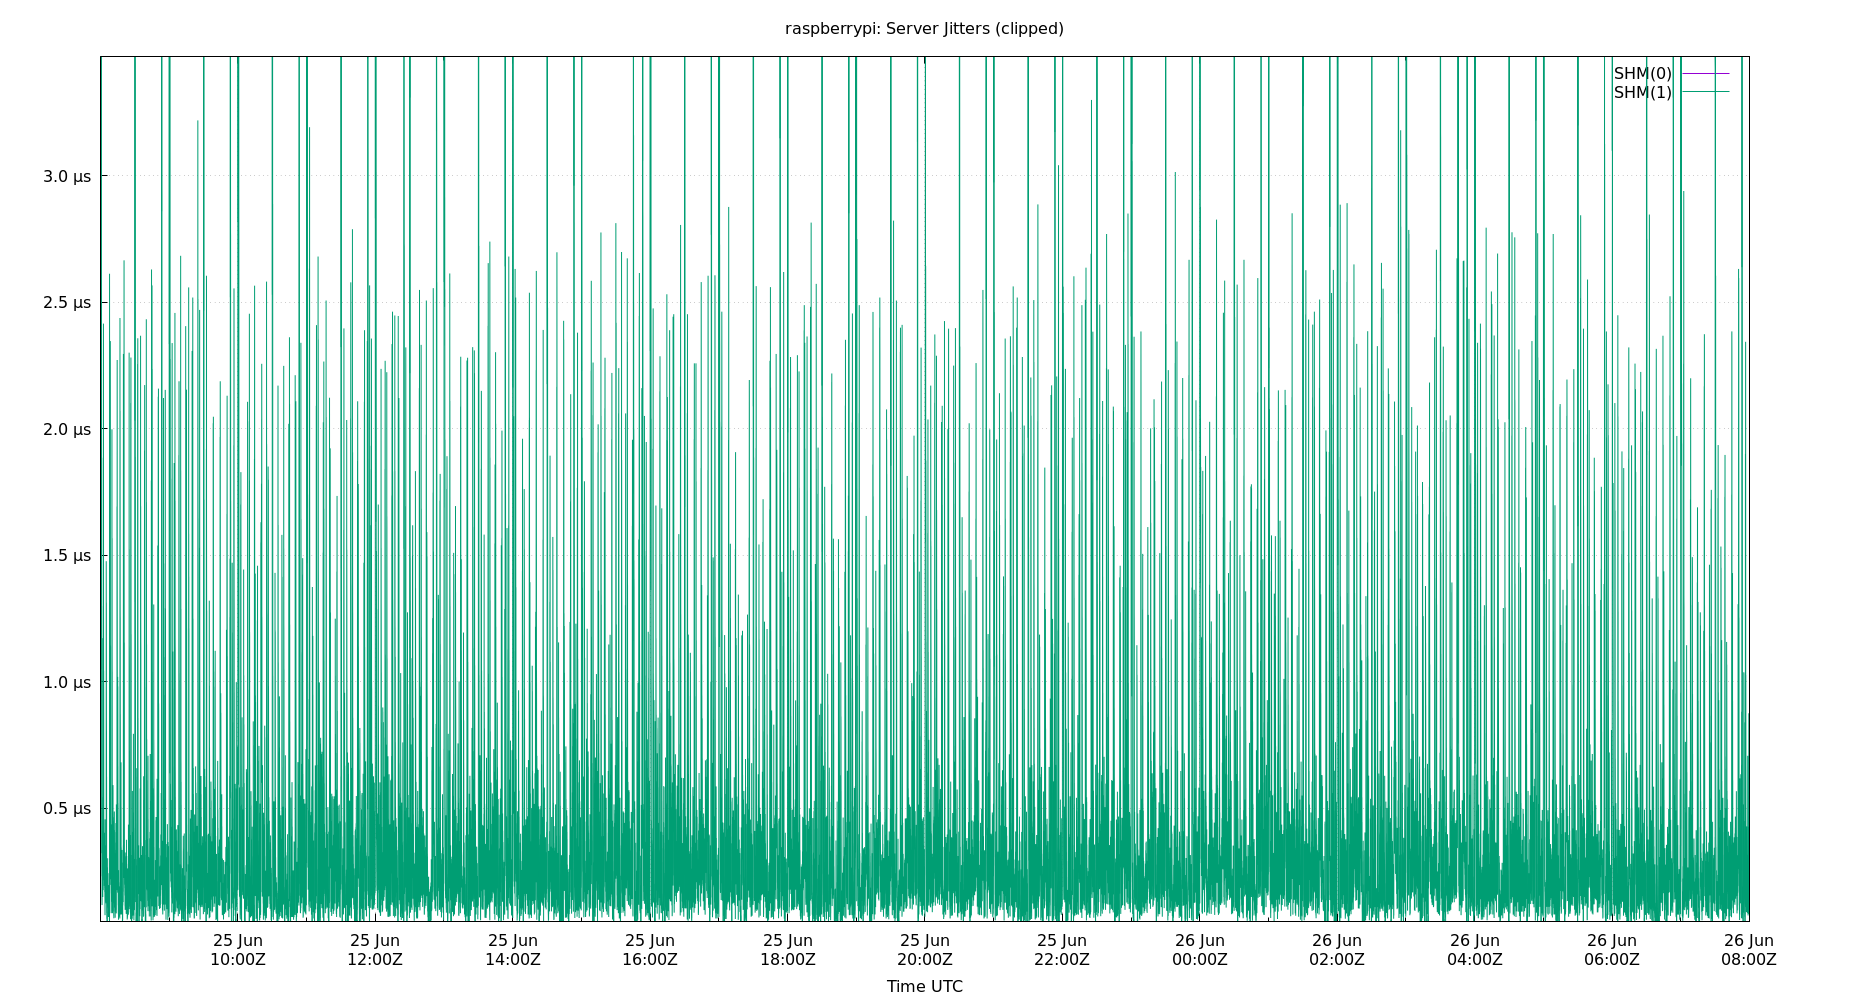 raspberrypi: Server Jitters (clipped)
SHM(0)
SHM(1)
3.0 µs
2.5 µs
2.0 µs
1.5 µs
1.0 µs
0.5 µs
25 Jun 25 Jun 25 Jun 25 Jun 25 Jun 25 Jun 25 Jun 26 Jun 26 Jun 26 Jun 26 Jun 26 Jun
10:00Z 12:00Z 14:00Z 16:00Z 18:00Z 20:00Z 22:00Z 00:00Z 02:00Z 04:00Z 06:00Z 08:00Z
Time UTC